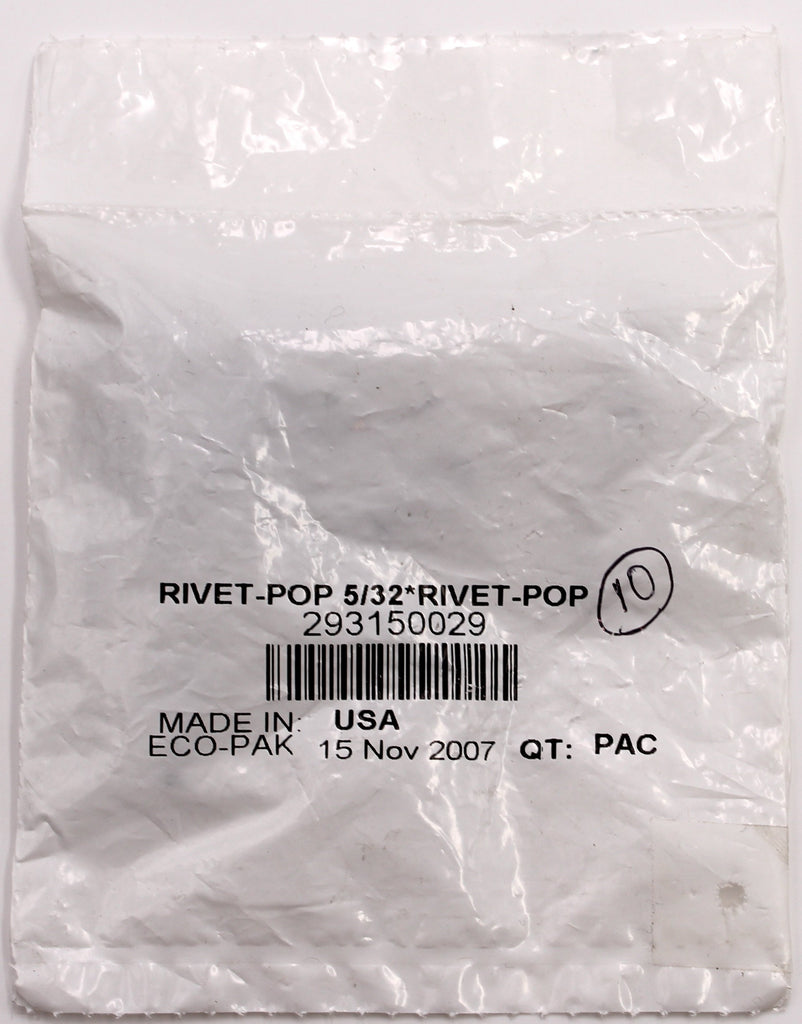 RIVET-POP 5/32*RIVET-POP 10
293150029
MADE IN: USA
ECO-PAK 15 Nov 2007 QT: PAC